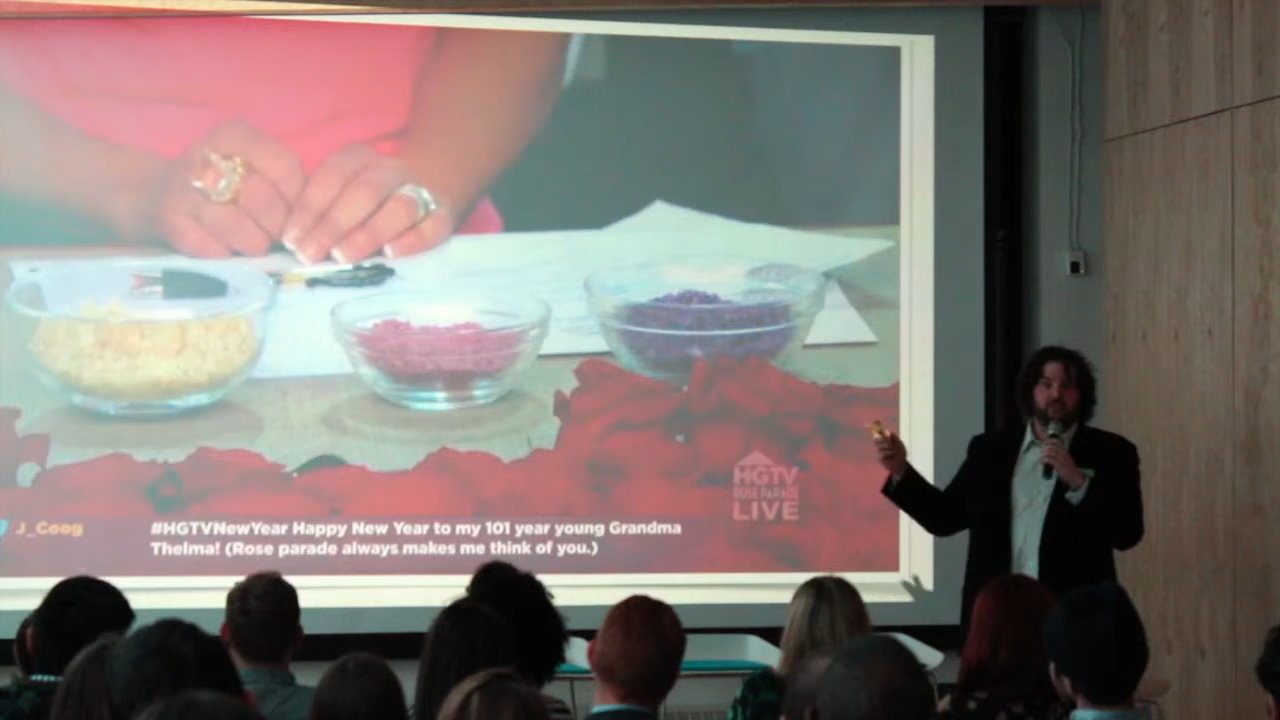 HGTV
ROSE PARADE
LIVE
J_Coog
#HGTVNewYear Happy New Year to my 101 year young Grandma
Thelma! (Rose parade always makes me think of you.)